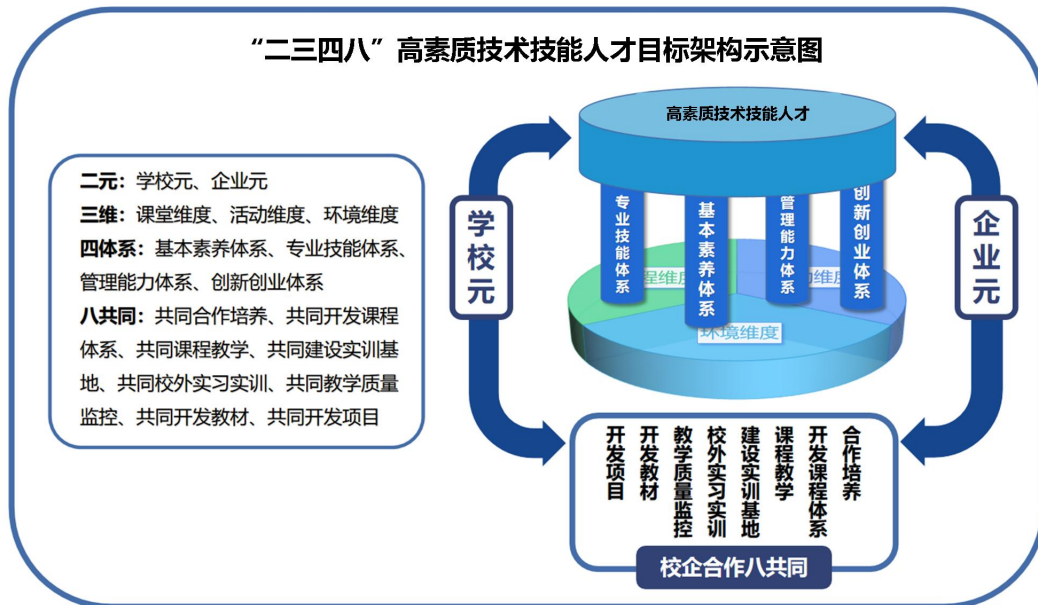 “二三四八”高素质技术技能人才目标架构示意图
二元：学校元、企业元
三维：课堂维度、活动维度、环境维度
四体系：基本素养体系、专业技能体系、
管理能力体系、创新创业体系
八共同：共同合作培养、共同开发课程
体系、共同课程教学、共同建设实训基
地、共同校外实习实训、共同教学质量
监控、共同开发教材、共同开发项目
学校元
高素质技术技能人才
专业技能体系
基本素养体系
管理能力体系
创新创业体系
程维度
动维度
环境维度
企业元
开发项目
开发教材
教学质量监控
校外实习实训
建设实训基地
课程教学
开发课程体系
合作培养
校企合作八共同